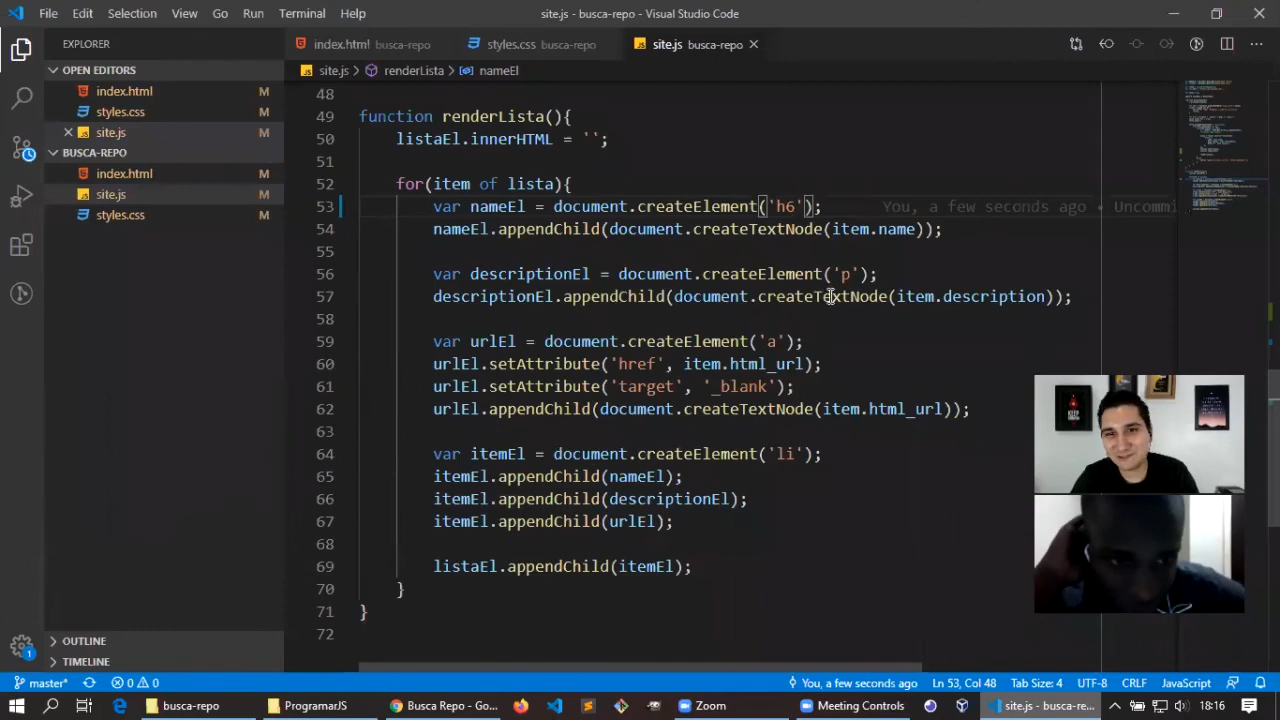 File Edit Selection View Go Run Terminal Help
site.js - busca-repo - Visual Studio Code
EXPLORER
OPEN EDITORS
index.html M
styles.css M
site.js M
BUSCA-REPO
index.html M
site.js M
styles.css M
OUTLINE
TIMELINE
index.html busca-repo styles.css busca-repo site.js busca-repo
site.js > renderLista > nameEl
48
49 function renderLista(){
50 listaEl.innerHTML = '';
51
52 for(item of lista){
53 var nameEl = document.createElement('h6'); You, a few seconds ago • Uncommi
54 nameEl.appendChild(document.createTextNode(item.name));
55
56 var descriptionEl = document.createElement('p');
57 descriptionEl.appendChild(document.createTextNode(item.description));
58
59 var urlEl = document.createElement('a');
60 urlEl.setAttribute('href', item.html_url);
61 urlEl.setAttribute('target', '_blank');
62 urlEl.appendChild(document.createTextNode(item.html_url));
63
64 var itemEl = document.createElement('li');
65 itemEl.appendChild(nameEl);
66 itemEl.appendChild(descriptionEl);
67 itemEl.appendChild(urlEl);
68
69 listaEl.appendChild(itemEl);
70 }
71 }
72
1
master* 0 0 You, a few seconds ago Ln 53, Col 48 Tab Size: 4 UTF-8 CRLF JavaScript
busca-repo ProgramarJS Busca Repo - Goo... Zoom Meeting Controls site.js - busca-repo... 18:16